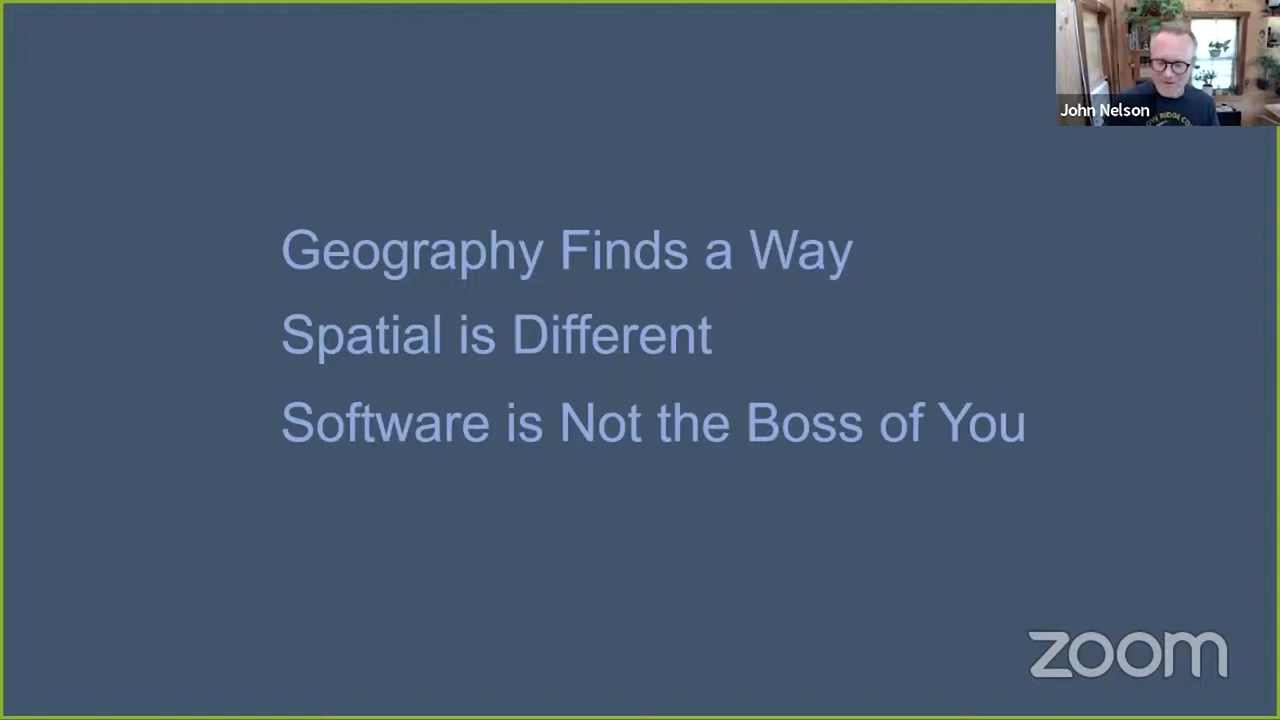 John Nelson
Geography Finds a Way
Spatial is Different
Software is Not the Boss of You
zoom